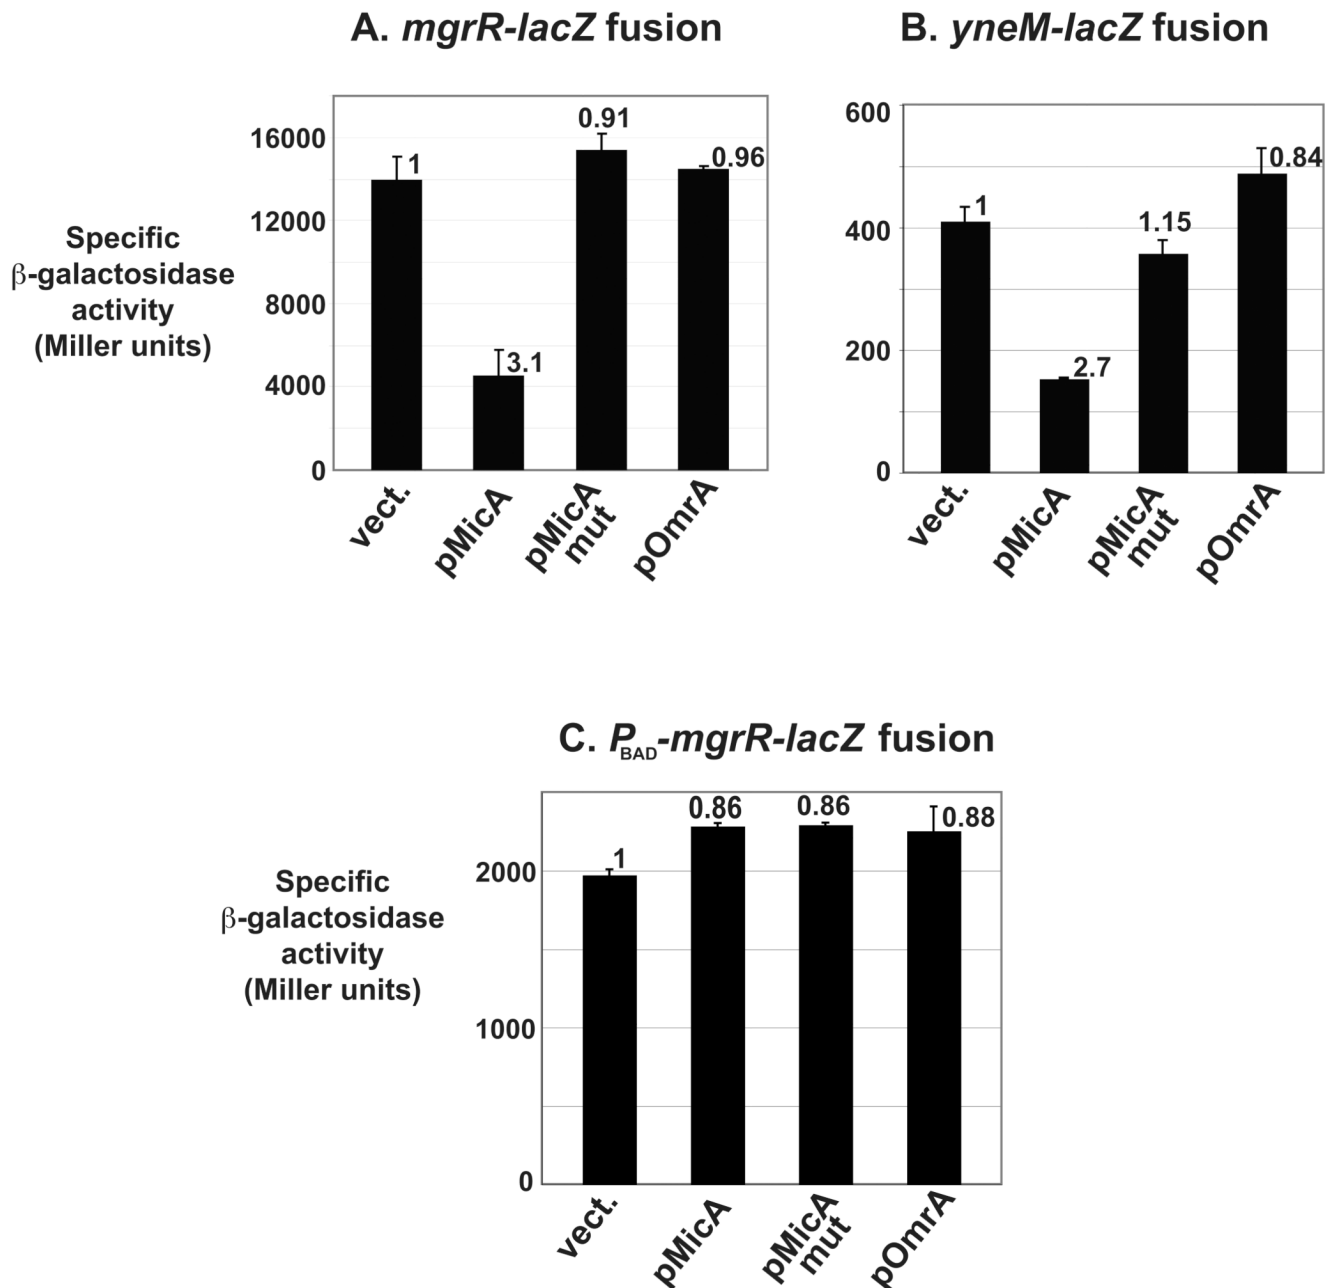 A. mgrR-lacZ fusion
B. yneM-lacZ fusion
Specific
β-galactosidase
activity
(Miller units)
16000
12000
8000
4000
0
1
3.1
0.91
0.96
vect.
pMicA
pMicA
mut
pOmrA
600
400
200
0
1
2.7
1.15
0.84
vect.
pMicA
pMicA
mut
pOmrA
C. PBAD-mgrR-lacZ fusion
Specific
β-galactosidase
activity
(Miller units)
2000
1000
0
1
0.86
0.86
0.88
vect.
pMicA
pMicA
mut
pOmrA